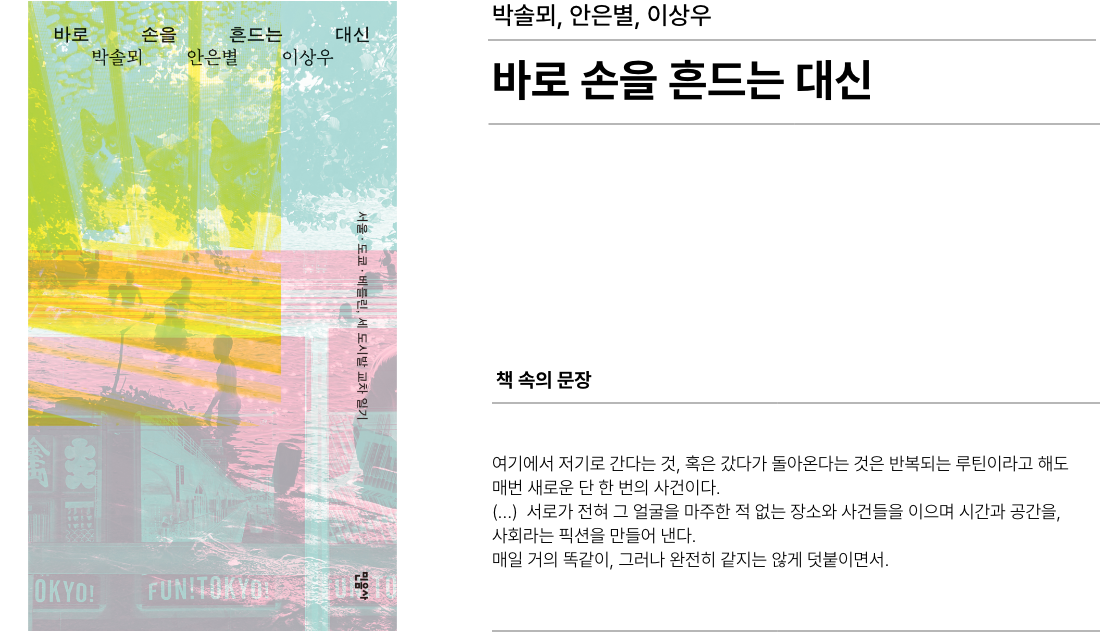 바로 손을 흔드는 대신
박솔뫼 안은별 이상우
서울·도쿄·베를린, 세 도시발 교차 일기
민음사
OKYO!
FUN!TOKYO!
박솔뫼, 안은별, 이상우
바로 손을 흔드는 대신
책 속의 문장
여기에서 저기로 간다는 것, 혹은 갔다가 돌아온다는 것은 반복되는 루틴이라고 해도
매번 새로운 단 한 번의 사건이다.
(...) 서로가 전혀 그 얼굴을 마주한 적 없는 장소와 사건들을 이으며 시간과 공간을,
사회라는 픽션을 만들어 낸다.
매일 거의 똑같이, 그러나 완전히 같지는 않게 덧붙이면서.